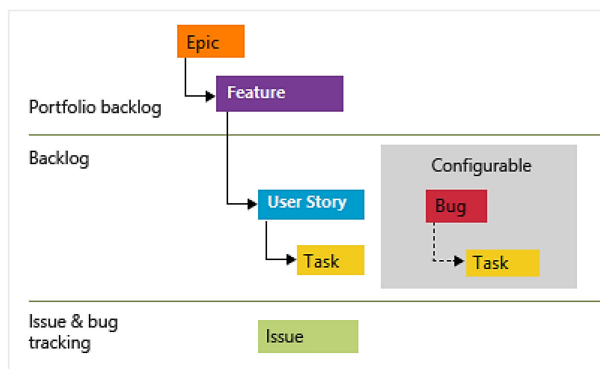 Epic
Feature
Portfolio backlog
Backlog
Configurable
User Story
Bug
Task
Task
Issue & bug
tracking
Issue